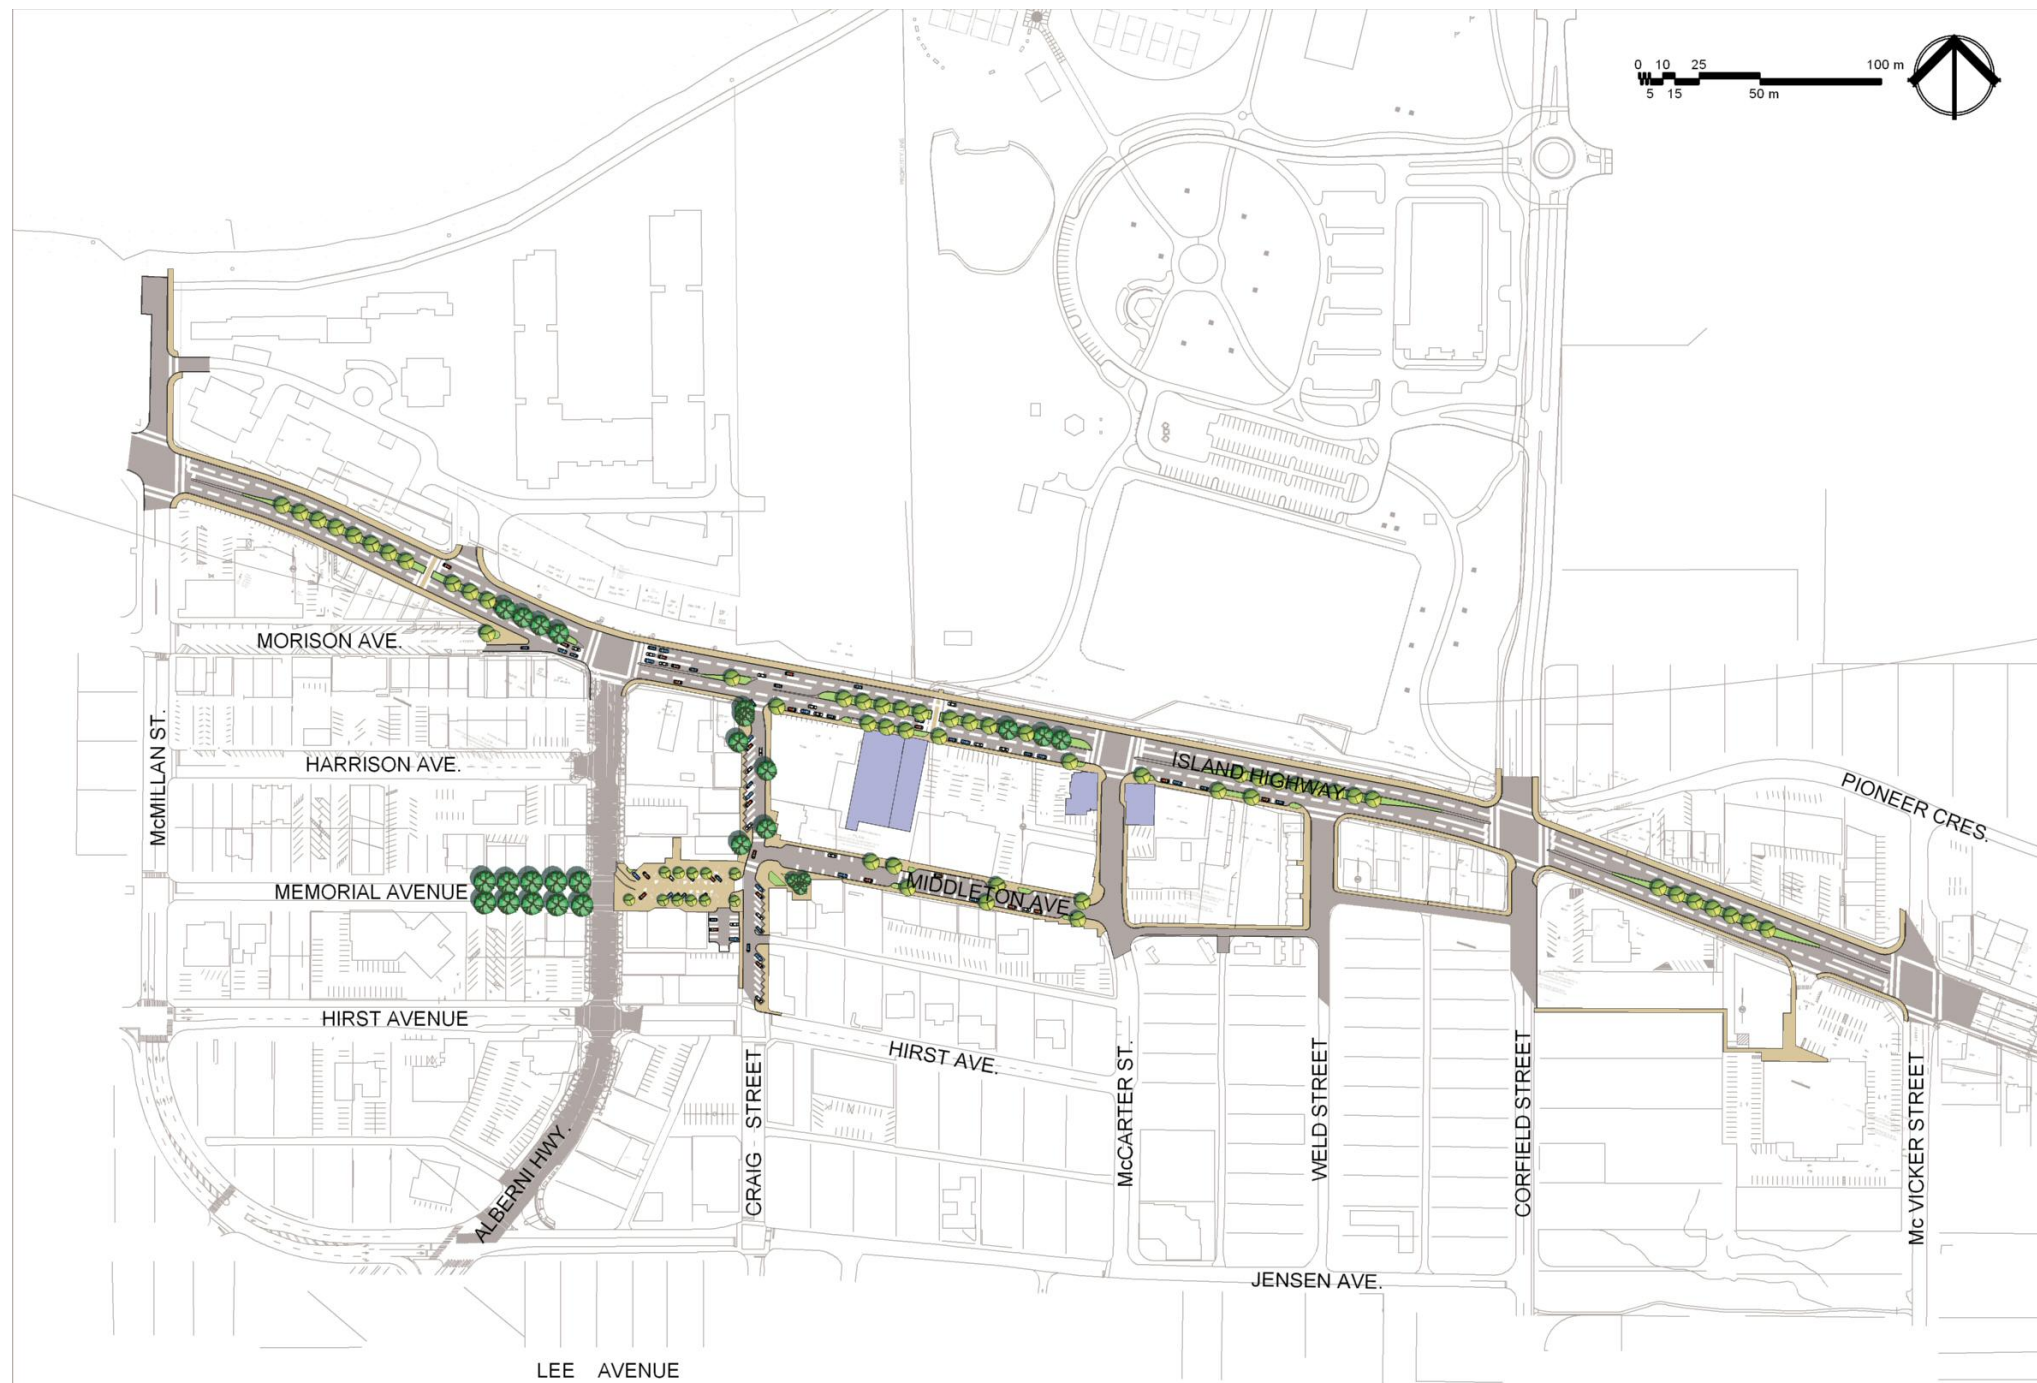 0 10 25 100 m
5 15 50 m
MORISON AVE.
McMILLAN ST.
HARRISON AVE.
ISLAND HIGHWAY
PIONEER CRES.
MEMORIAL AVENUE
MIDDLETON AVE
HIRST AVENUE
HIRST AVE.
ALBERNI HWY.
CRAIG STREET
McCARTER ST.
WELD STREET
CORFIELD STREET
Mc VICKER STREET
JENSEN AVE.
LEE AVENUE